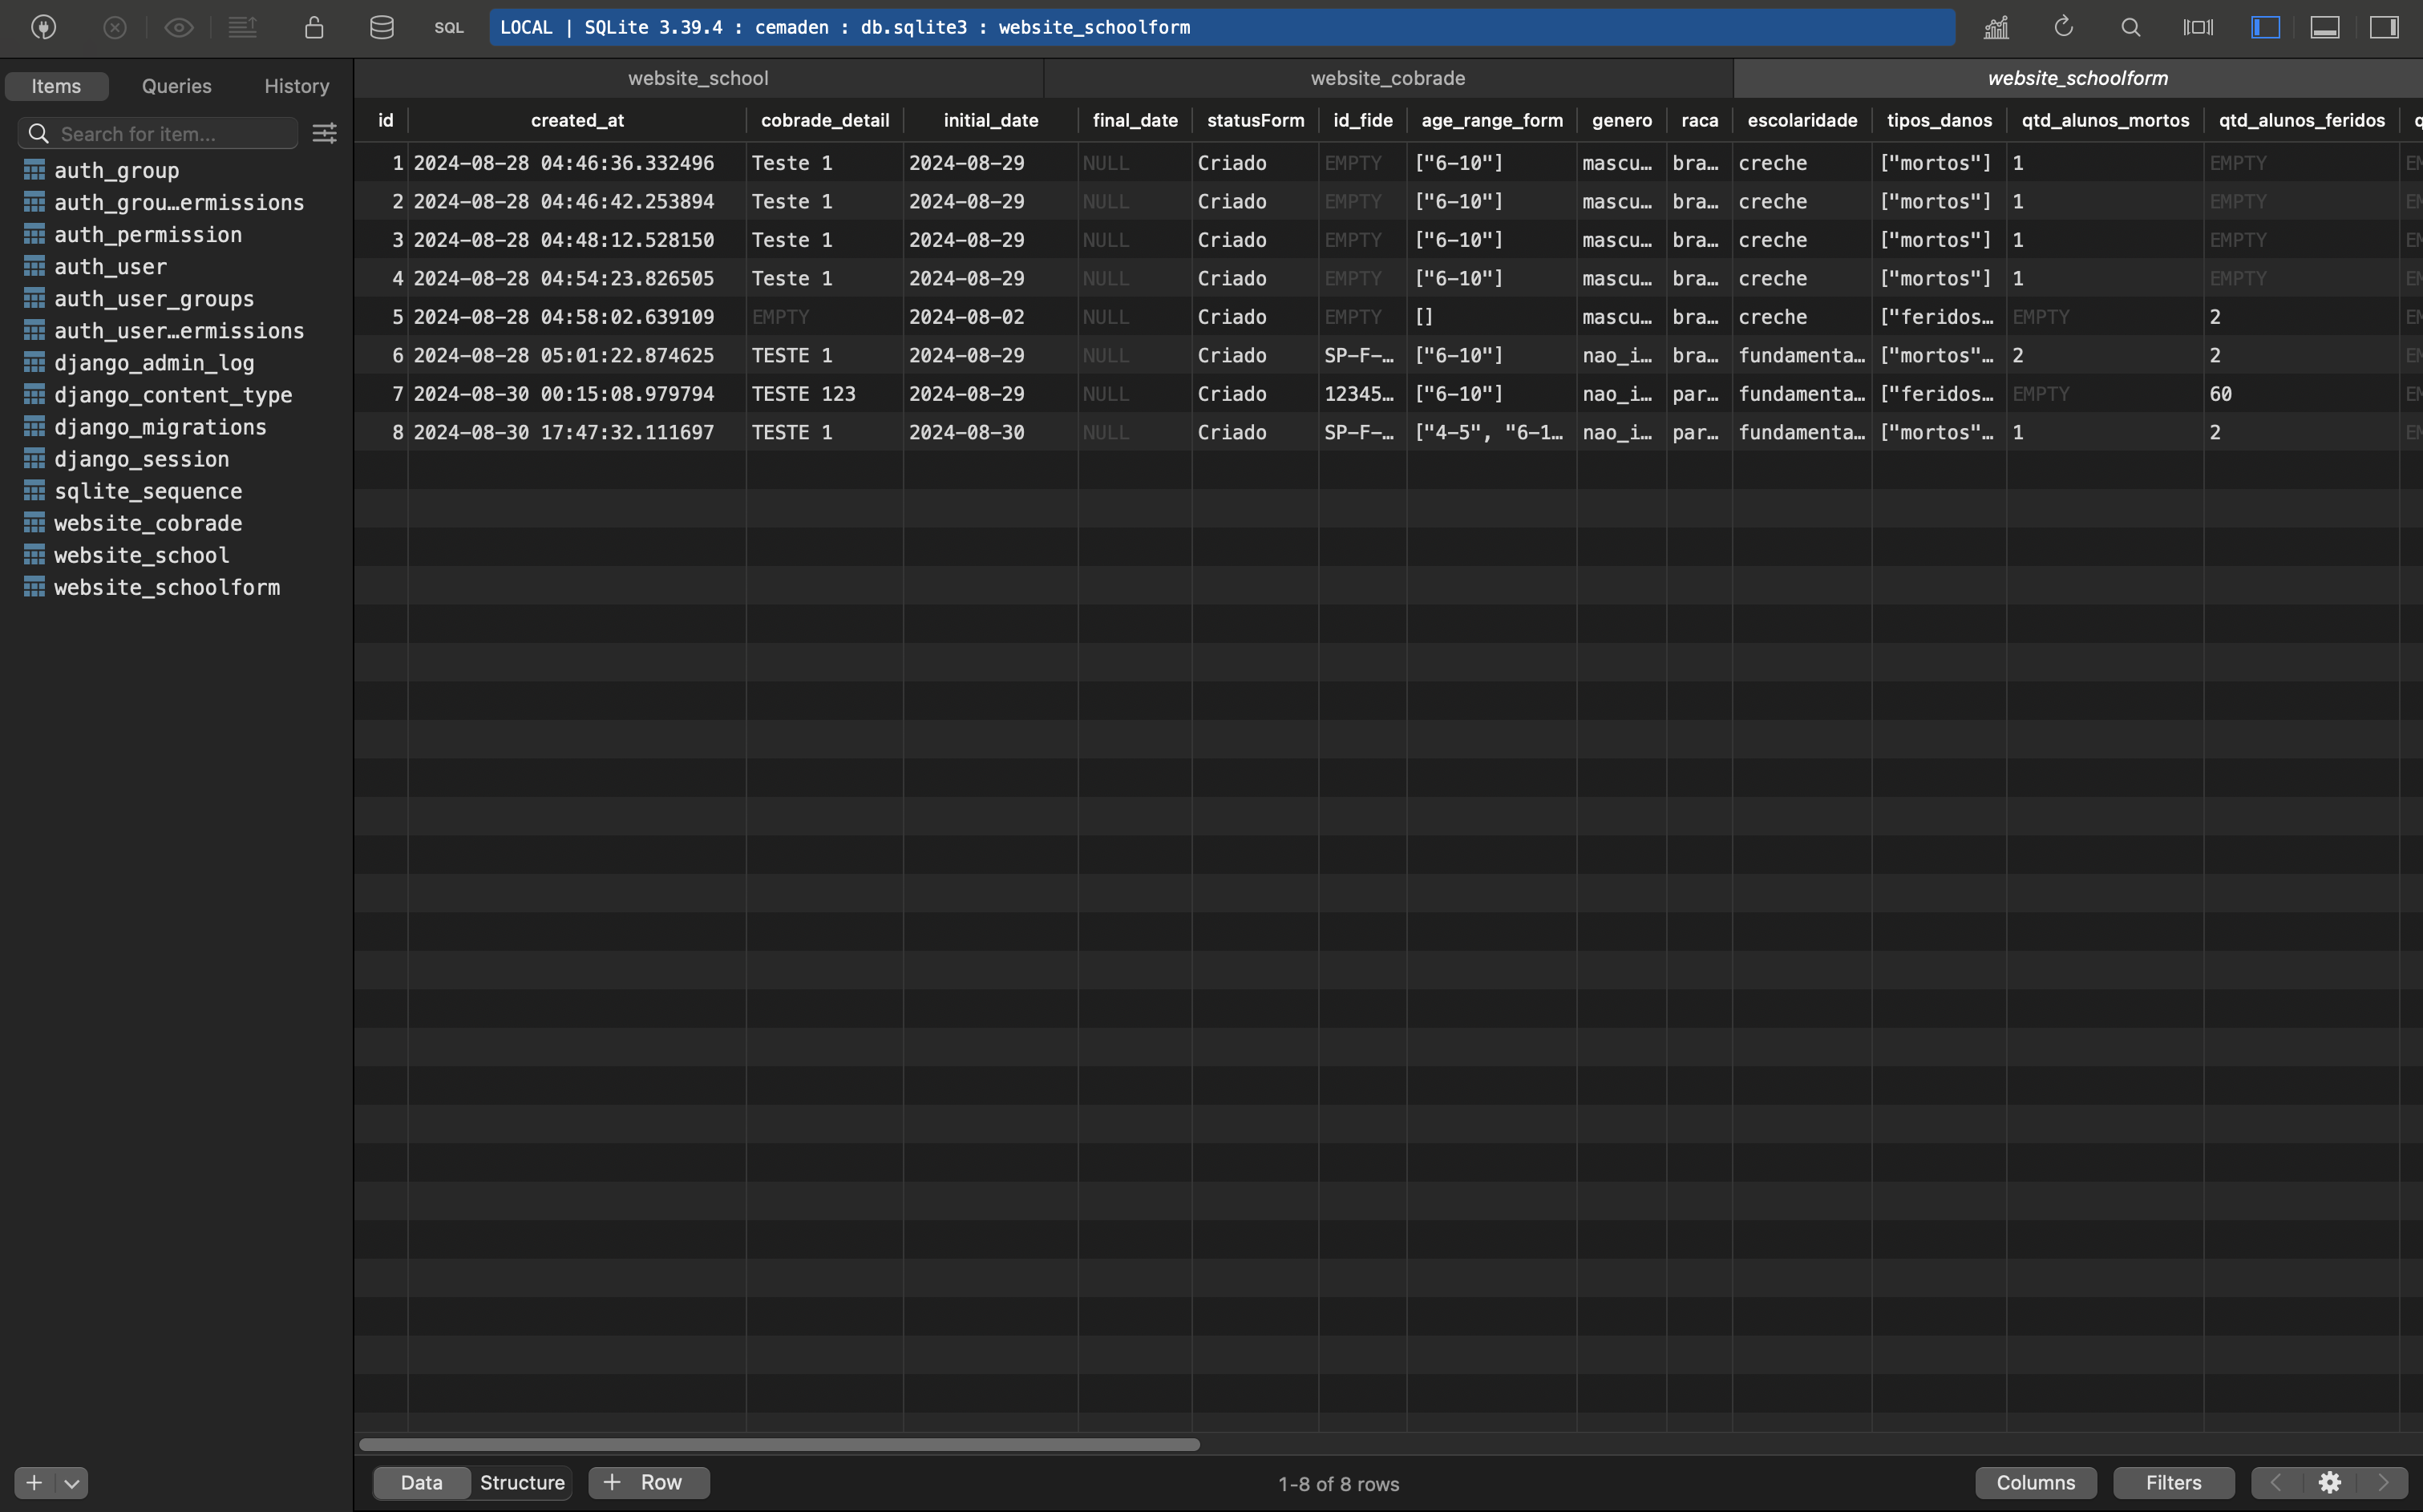 SQL LOCAL | SQLite 3.39.4 : cemaden : db.sqlite3 : website_schoolform
Items Queries History
Search for item...
auth_group
auth_grou…ermissions
auth_permission
auth_user
auth_user_groups
auth_user…ermissions
django_admin_log
django_content_type
django_migrations
django_session
sqlite_sequence
website_cobrade
website_school
website_schoolform
website_school website_cobrade website_schoolform
id created_at cobrade_detail initial_date final_date statusForm id_fide age_range_form genero raca escolaridade tipos_danos qtd_alunos_mortos qtd_alunos_feridos
1 2024-08-28 04:46:36.332496 Teste 1 2024-08-29 NULL Criado EMPTY ["6-10"] mascu… bra… creche ["mortos"] 1 EMPTY
2 2024-08-28 04:46:42.253894 Teste 1 2024-08-29 NULL Criado EMPTY ["6-10"] mascu… bra… creche ["mortos"] 1 EMPTY
3 2024-08-28 04:48:12.528150 Teste 1 2024-08-29 NULL Criado EMPTY ["6-10"] mascu… bra… creche ["mortos"] 1 EMPTY
4 2024-08-28 04:54:23.826505 Teste 1 2024-08-29 NULL Criado EMPTY ["6-10"] mascu… bra… creche ["mortos"] 1 EMPTY
5 2024-08-28 04:58:02.639109 EMPTY 2024-08-02 NULL Criado EMPTY [] mascu… bra… creche ["feridos… EMPTY 2
6 2024-08-28 05:01:22.874625 TESTE 1 2024-08-29 NULL Criado SP-F-… ["6-10"] nao_i… bra… fundamenta… ["mortos"… 2 2
7 2024-08-30 00:15:08.979794 TESTE 123 2024-08-29 NULL Criado 12345… ["6-10"] nao_i… par… fundamenta… ["feridos… EMPTY 60
8 2024-08-30 17:47:32.111697 TESTE 1 2024-08-30 NULL Criado SP-F-… ["4-5", "6-1… nao_i… par… fundamenta… ["mortos"… 1 2
Data Structure + Row 1-8 of 8 rows Columns Filters